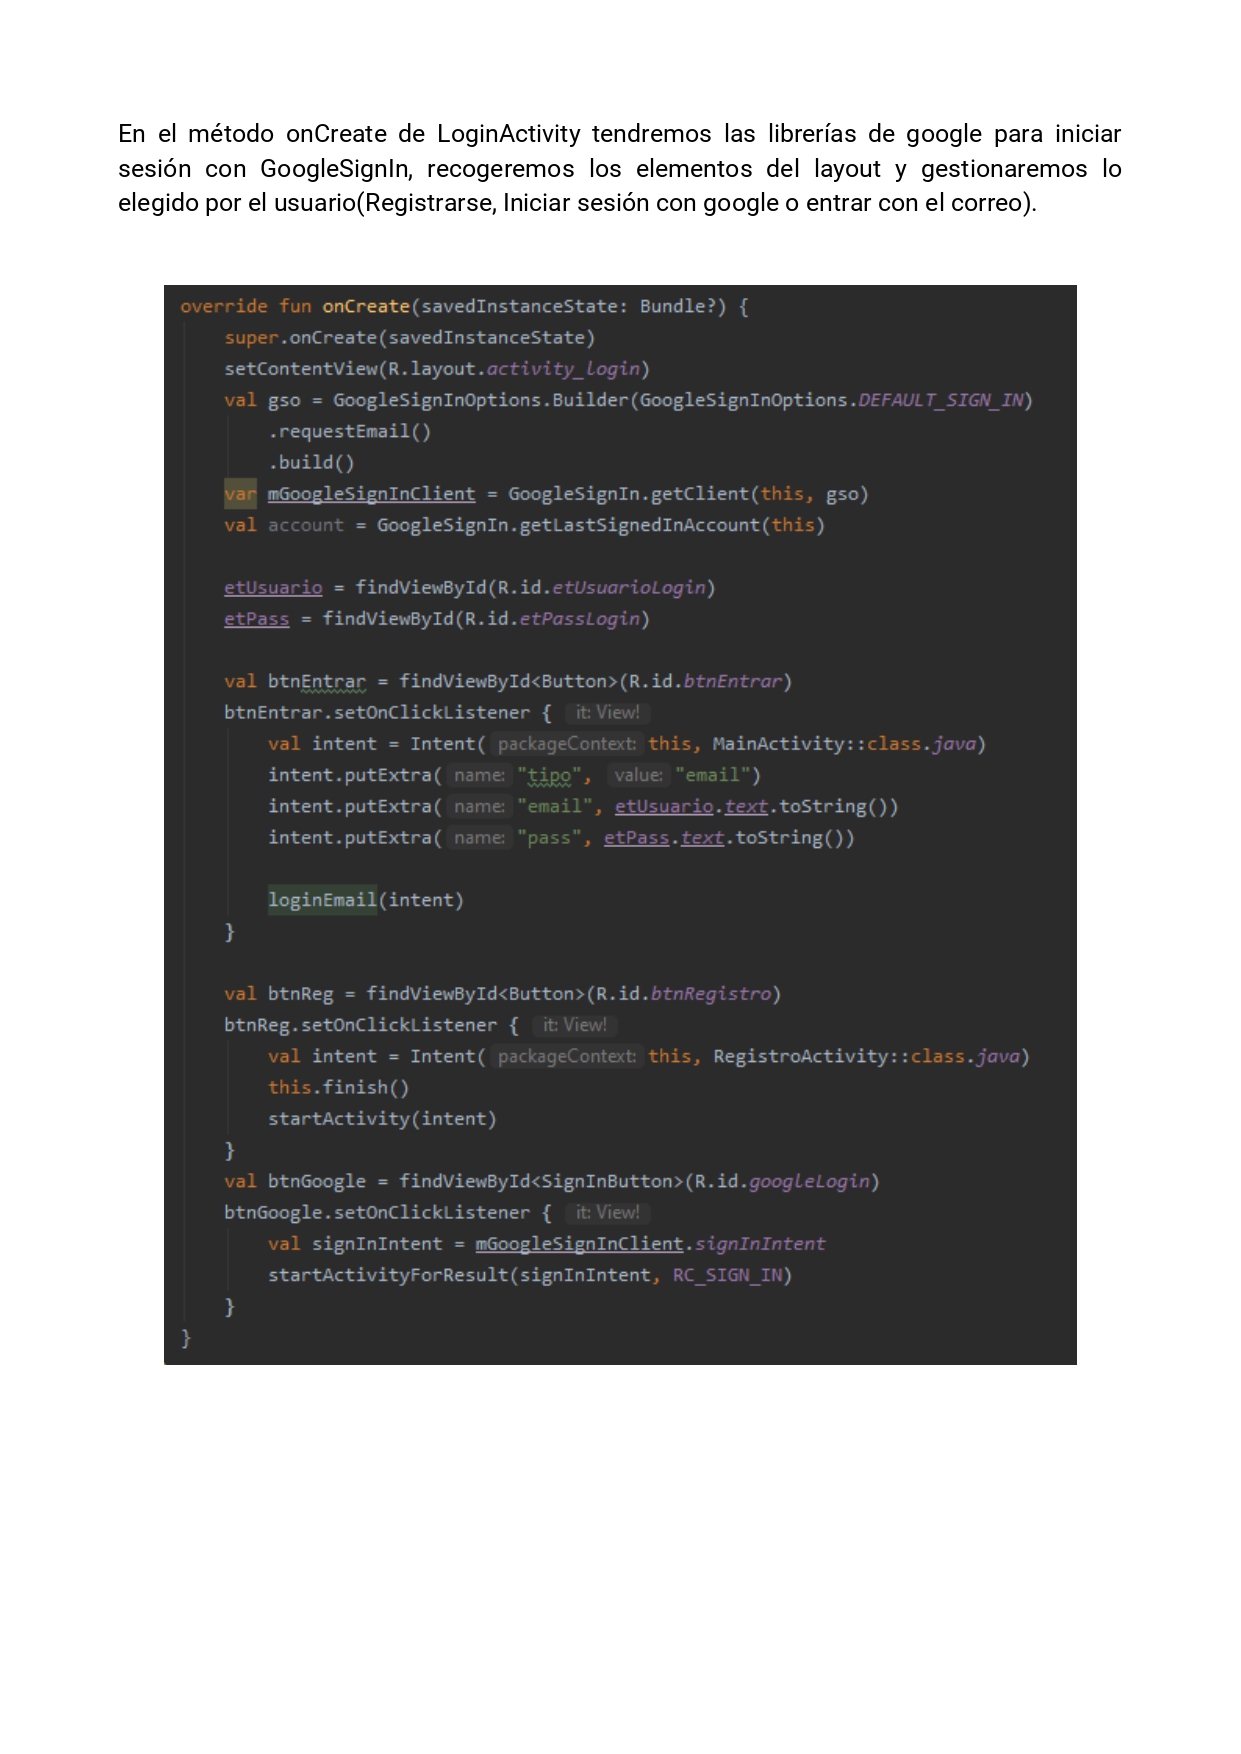 En el método onCreate de LoginActivity tendremos las librerías de google para iniciar
sesión con GoogleSignIn, recogeremos los elementos del layout y gestionaremos lo
elegido por el usuario(Registrarse, Iniciar sesión con google o entrar con el correo).
override fun onCreate(savedInstanceState: Bundle?) {
super.onCreate(savedInstanceState)
setContentView(R.layout.activity_login)
val gso = GoogleSignInOptions.Builder(GoogleSignInOptions.DEFAULT_SIGN_IN)
.requestEmail()
.build()
var mGoogleSignInClient = GoogleSignIn.getClient(this, gso)
val account = GoogleSignIn.getLastSignedInAccount(this)
etUsuario = findViewById(R.id.etUsuarioLogin)
etPass = findViewById(R.id.etPassLogin)
val btnEntrar = findViewById<Button>(R.id.btnEntrar)
btnEntrar.setOnClickListener { it: View!
val intent = Intent( packageContext: this, MainActivity::class.java)
intent.putExtra( name: "tipo", value: "email")
intent.putExtra( name: "email", etUsuario.text.toString())
intent.putExtra( name: "pass", etPass.text.toString())
loginEmail(intent)
}
val btnReg = findViewById<Button>(R.id.btnRegistro)
btnReg.setOnClickListener { it: View!
val intent = Intent( packageContext: this, RegistroActivity::class.java)
this.finish()
startActivity(intent)
}
val btnGoogle = findViewById<SignInButton>(R.id.googleLogin)
btnGoogle.setOnClickListener { it: View!
val signInIntent = mGoogleSignInClient.signInIntent
startActivityForResult(signInIntent, RC_SIGN_IN)
}
}